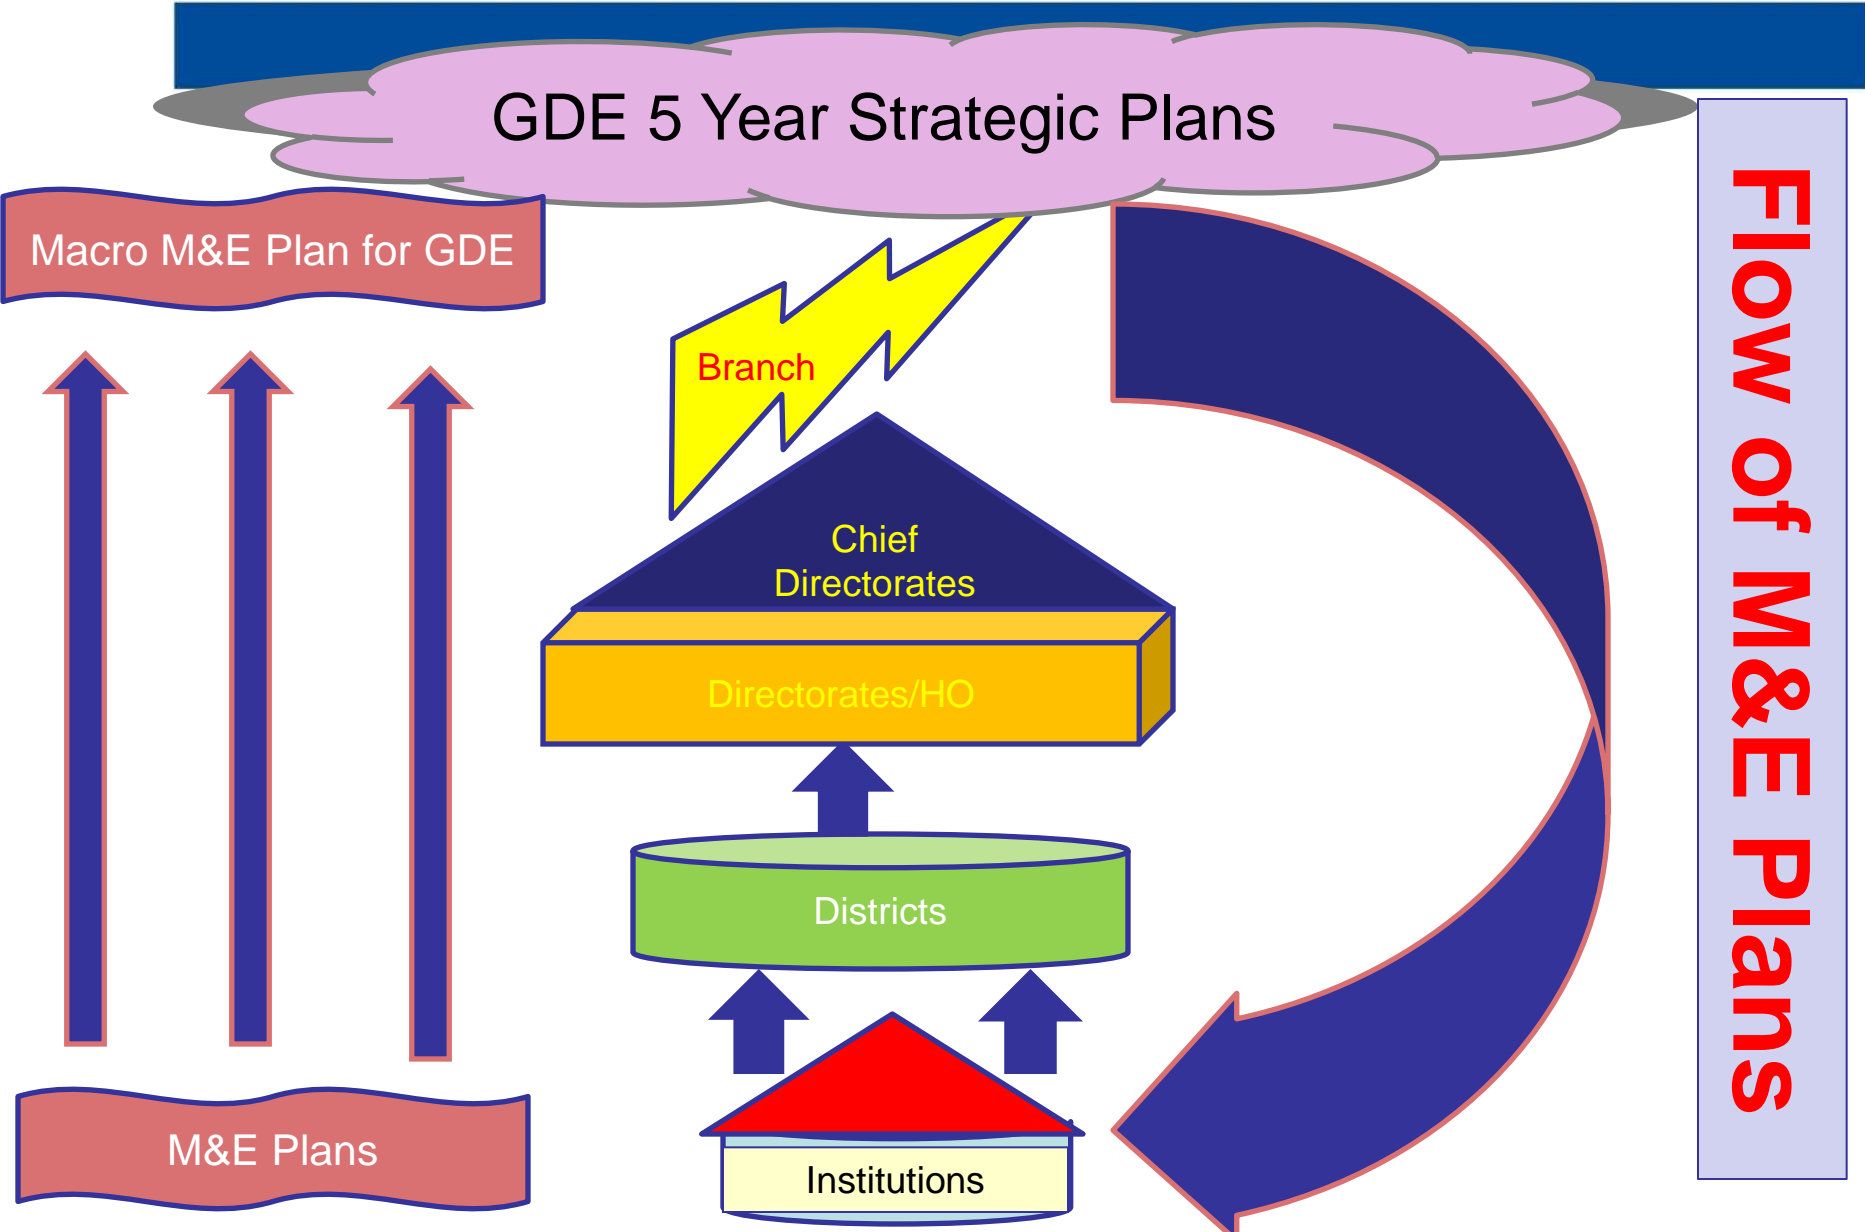 GDE 5 Year Strategic Plans
Macro M&E Plan for GDE
Branch
Chief
Directorates
Directorates/HO
Districts
M&E Plans
Institutions
Flow of M&E Plans